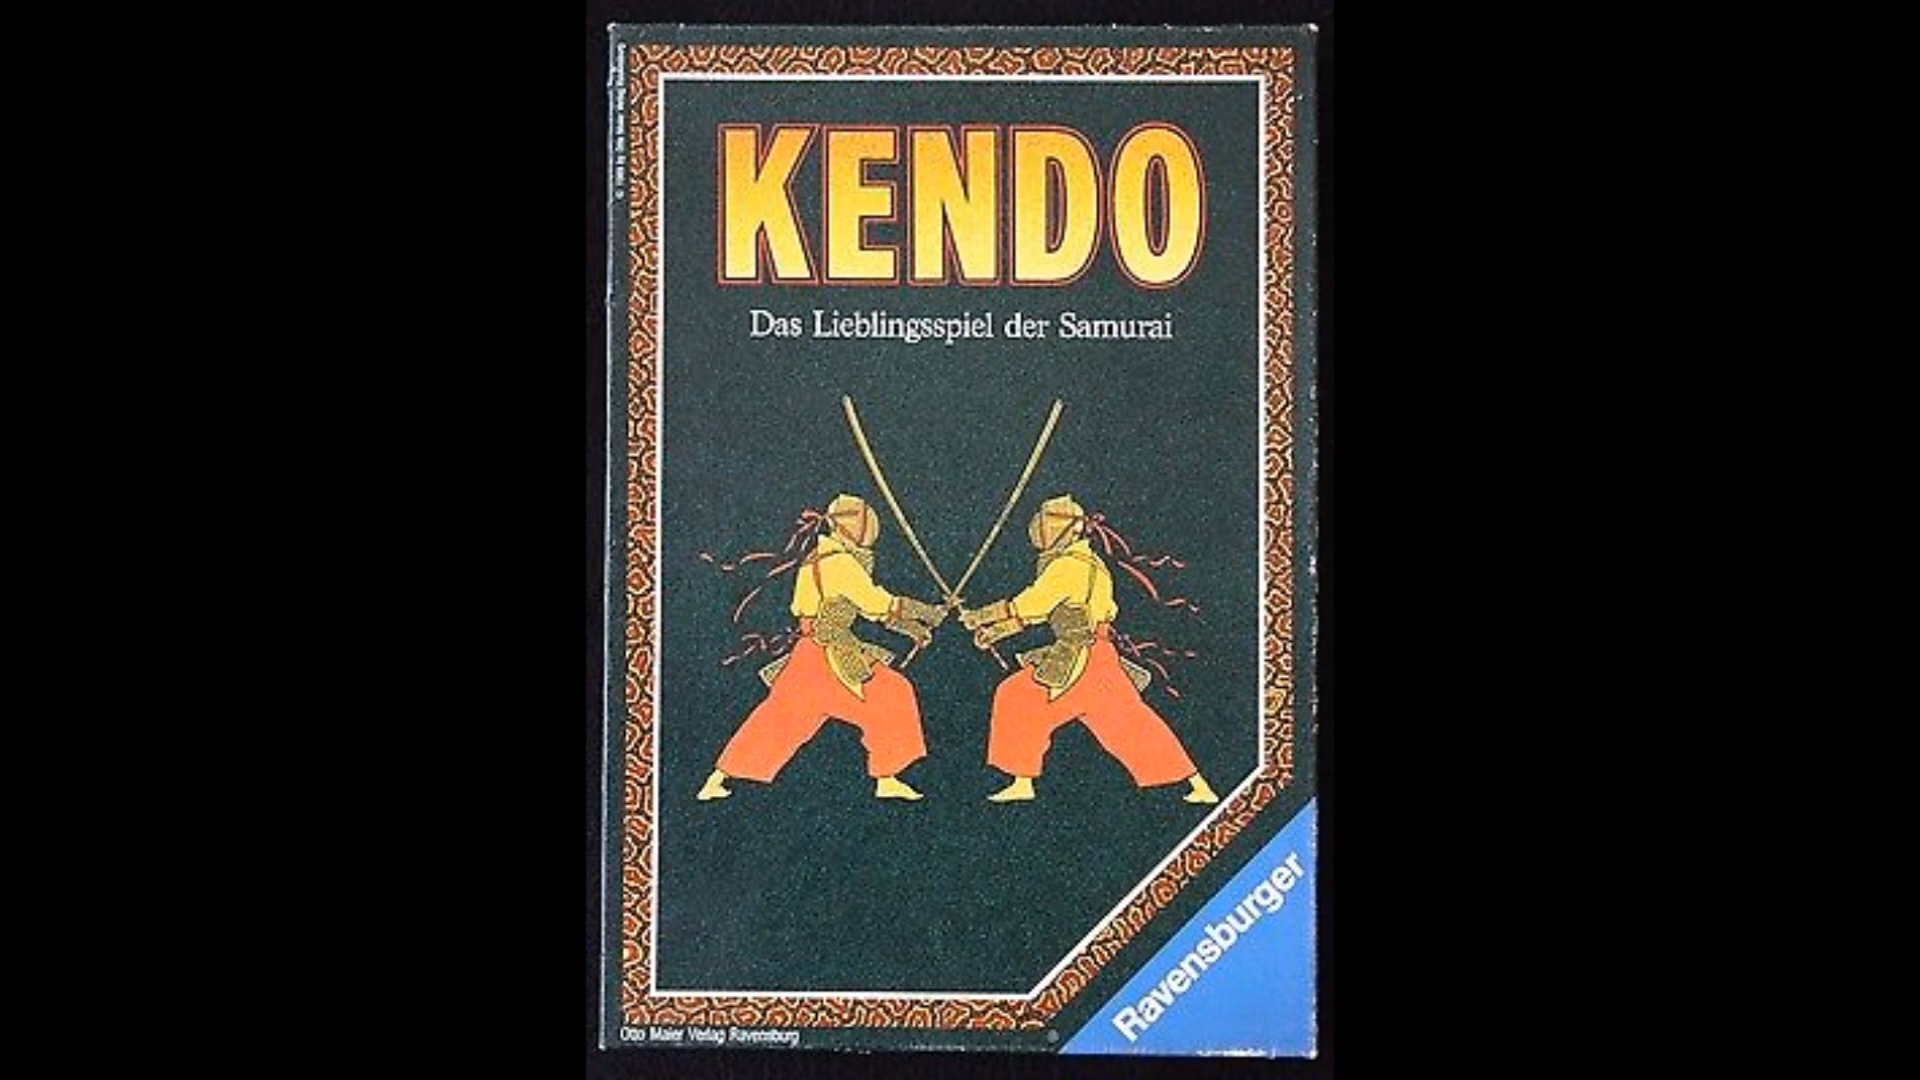 KENDO
Das Lieblingsspiel der Samurai
Ravensburger
Otto Maier Verlag Ravensburg